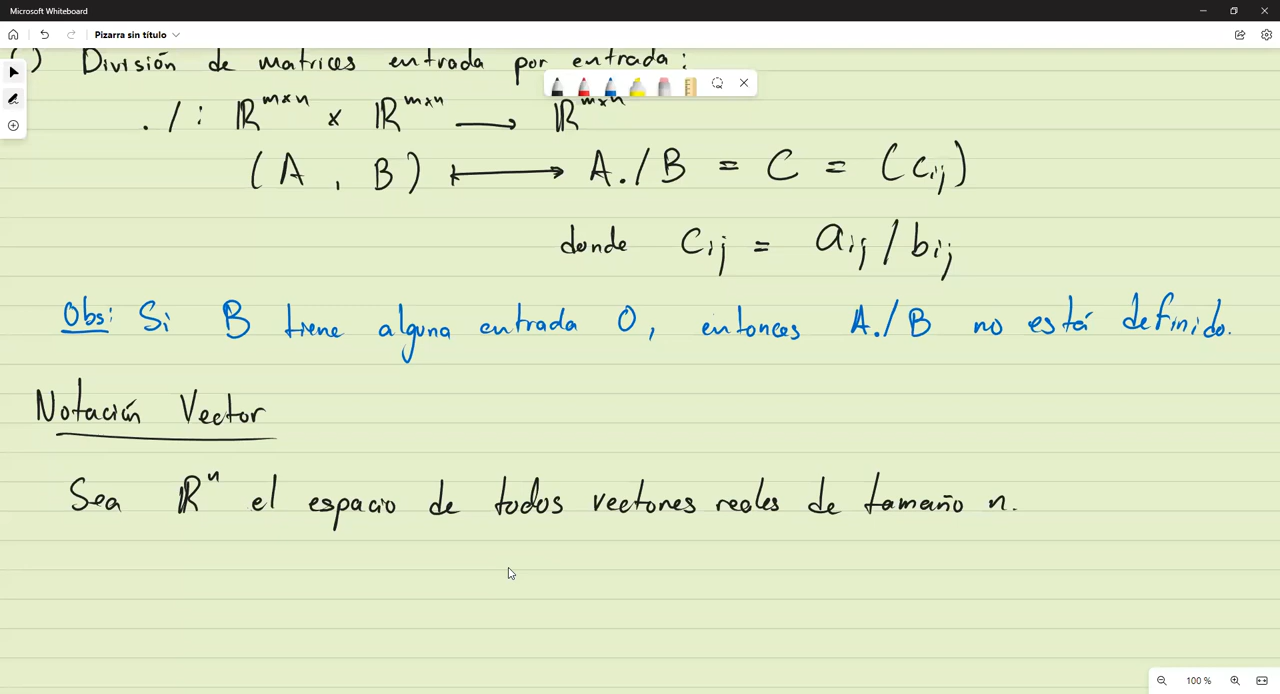 Microsoft Whiteboard
Pizarra sin título
) División de matrices entrada por entrada:
./ : ℝ^{m×n} × ℝ^{m×n} ⟶ ℝ^{m×n}
(A , B) ⟼ A./B = C = (c_{ij})
donde c_{ij} = a_{ij} / b_{ij}
Obs: Si B tiene alguna entrada 0, entonces A./B no está definido.
Notación Vector
Sea ℝ^n el espacio de todos vectores reales de tamaño n.
100 %